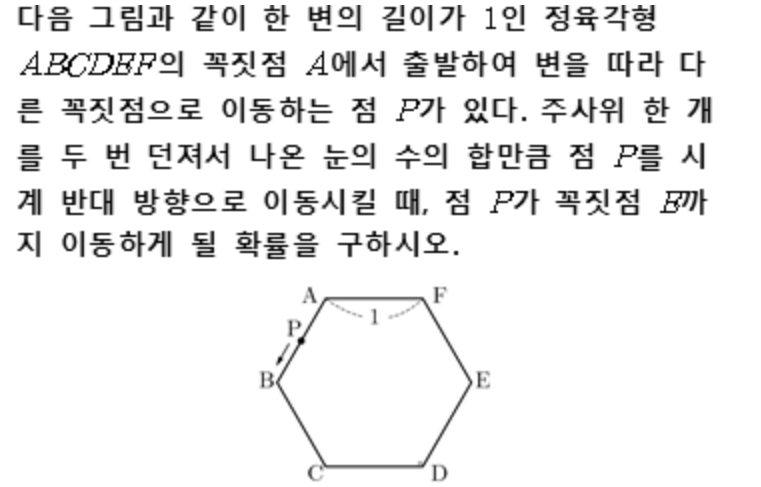 다음 그림과 같이 한 변의 길이가 1인 정육각형
ABCDEF의 꼭짓점 A에서 출발하여 변을 따라 다
른 꼭짓점으로 이동하는 점 P가 있다. 주사위 한 개
를 두 번 던져서 나온 눈의 수의 합만큼 점 P를 시
계 반대 방향으로 이동시킬 때, 점 P가 꼭짓점 E까
지 이동하게 될 확률을 구하시오.
A F
1
P
B E
C D